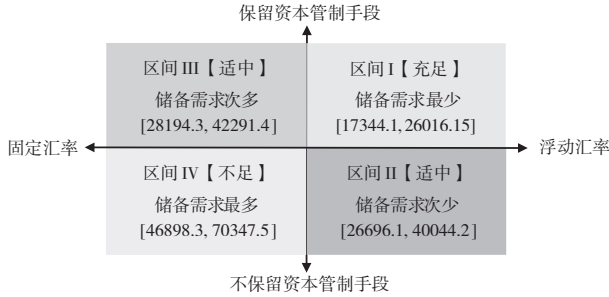 保留资本管制手段
区间 III【适中】
储备需求次多
[28194.3, 42291.4]
区间 I【充足】
储备需求最少
[17344.1, 26016.15]
固定汇率
浮动汇率
区间 IV【不足】
储备需求最多
[46898.3, 70347.5]
区间 II【适中】
储备需求次少
[26696.1, 40044.2]
不保留资本管制手段